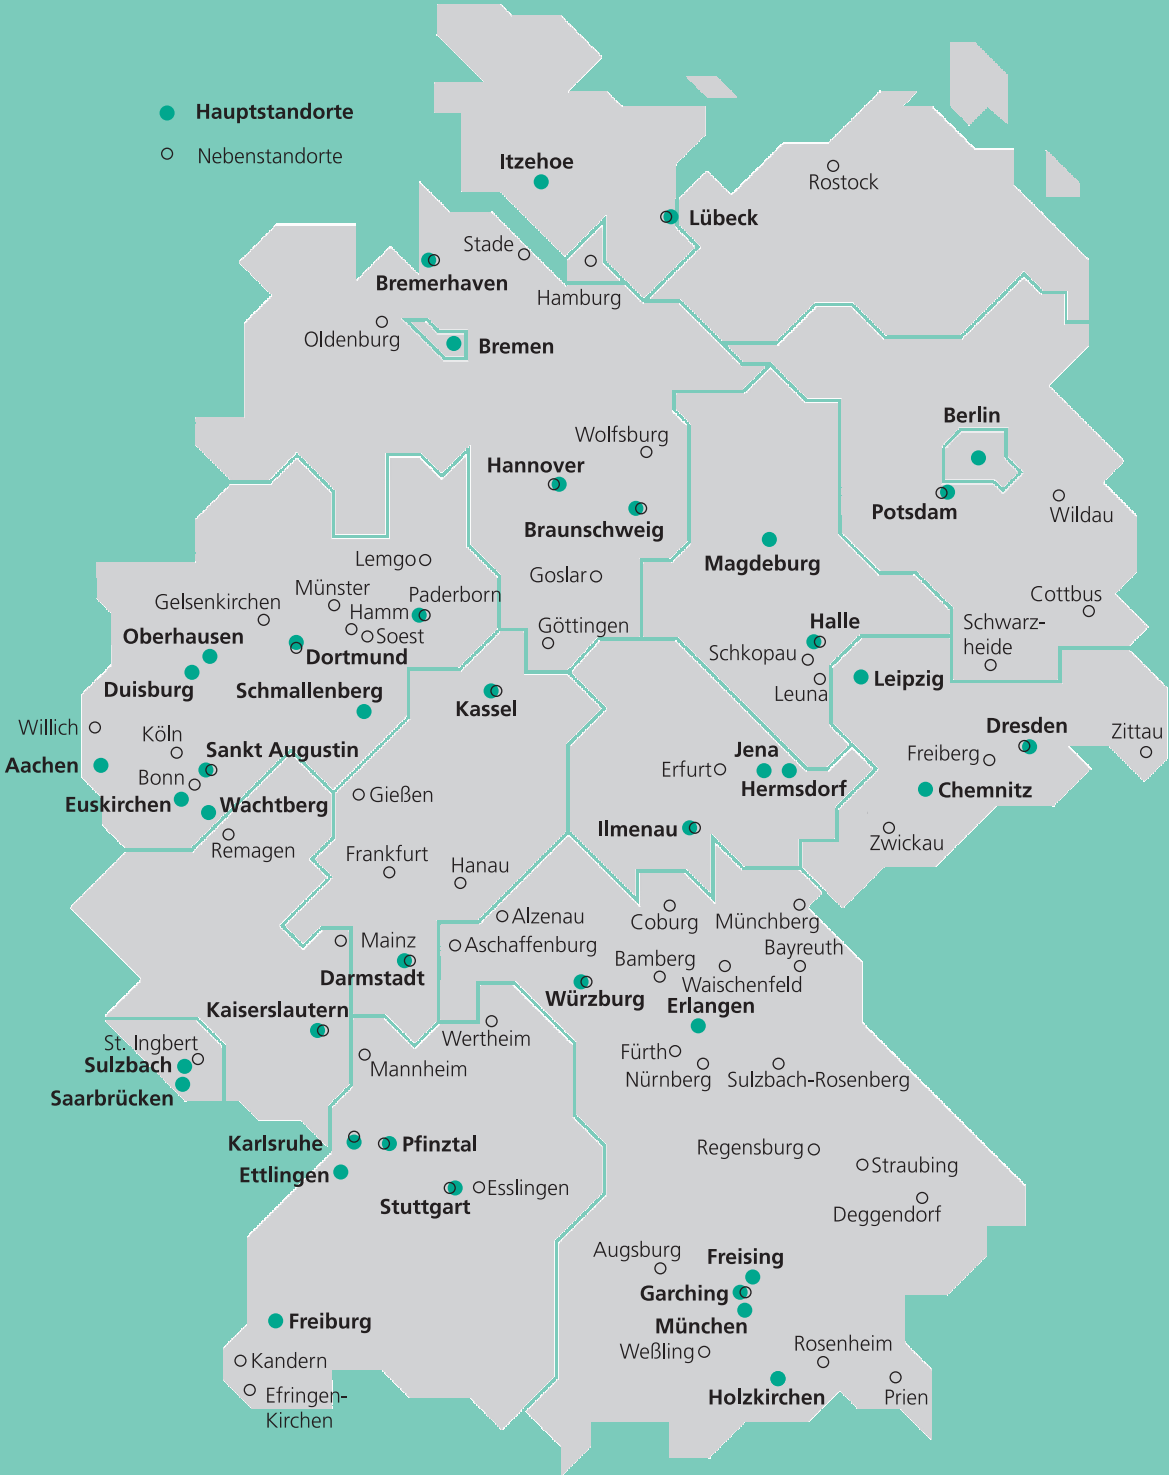 Hauptstandorte
Nebenstandorte
Itzehoe
Rostock
Lübeck
Stade
Bremerhaven
Hamburg
Oldenburg
Bremen
Berlin
Wolfsburg
Hannover
Potsdam
Wildau
Braunschweig
Magdeburg
Lemgo
Goslar
Münster
Paderborn
Cottbus
Gelsenkirchen
Hamm
Halle
Schwarz-
heide
Göttingen
Oberhausen
Soest
Dortmund
Schkopau
Leipzig
Duisburg
Schmallenberg
Leuna
Kassel
Willich
Köln
Dresden
Zittau
Sankt Augustin
Jena
Freiberg
Aachen
Bonn
Erfurt
Hermsdorf
Chemnitz
Euskirchen
Wachtberg
Gießen
Ilmenau
Zwickau
Remagen
Frankfurt
Hanau
Alzenau
Coburg
Münchberg
Mainz
Aschaffenburg
Bayreuth
Bamberg
Darmstadt
Waischenfeld
Würzburg
Erlangen
Kaiserslautern
St. Ingbert
Wertheim
Fürth
Sulzbach
Mannheim
Nürnberg
Sulzbach-Rosenberg
Saarbrücken
Karlsruhe
Pfinztal
Regensburg
Straubing
Ettlingen
Esslingen
Stuttgart
Deggendorf
Augsburg
Freising
Garching
Freiburg
München
Rosenheim
Weßling
Kandern
Efringen-
Kirchen
Holzkirchen
Prien